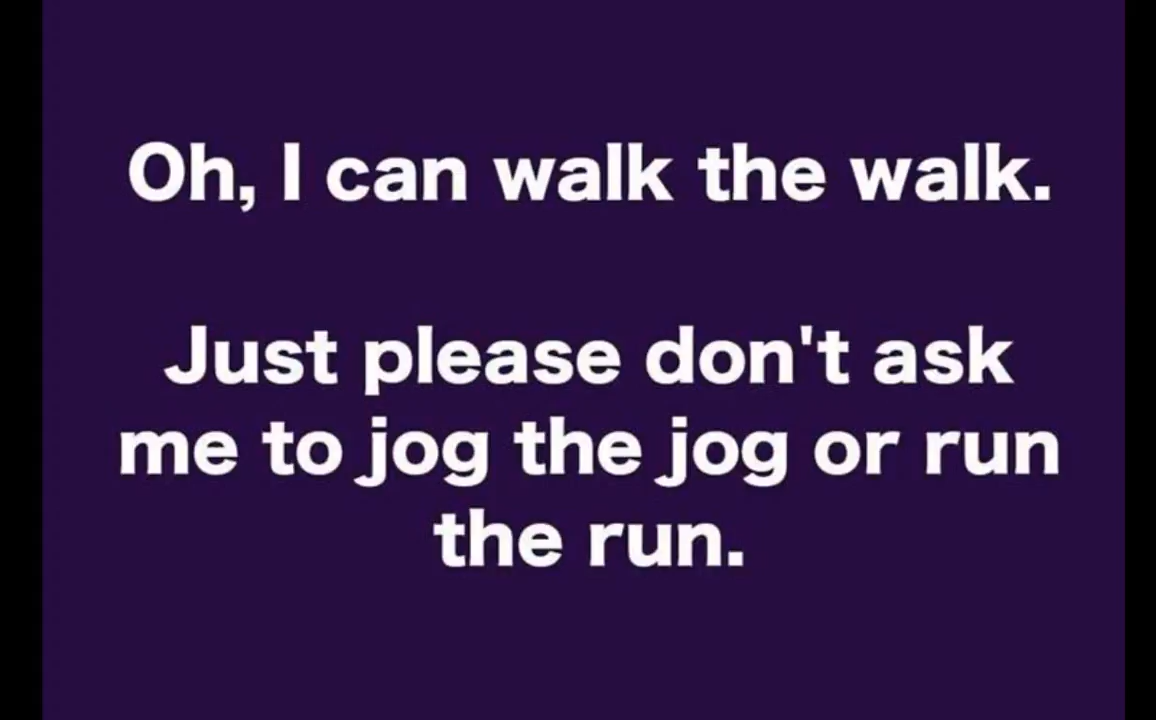 Oh, I can walk the walk.
Just please don't ask
me to jog the jog or run
the run.